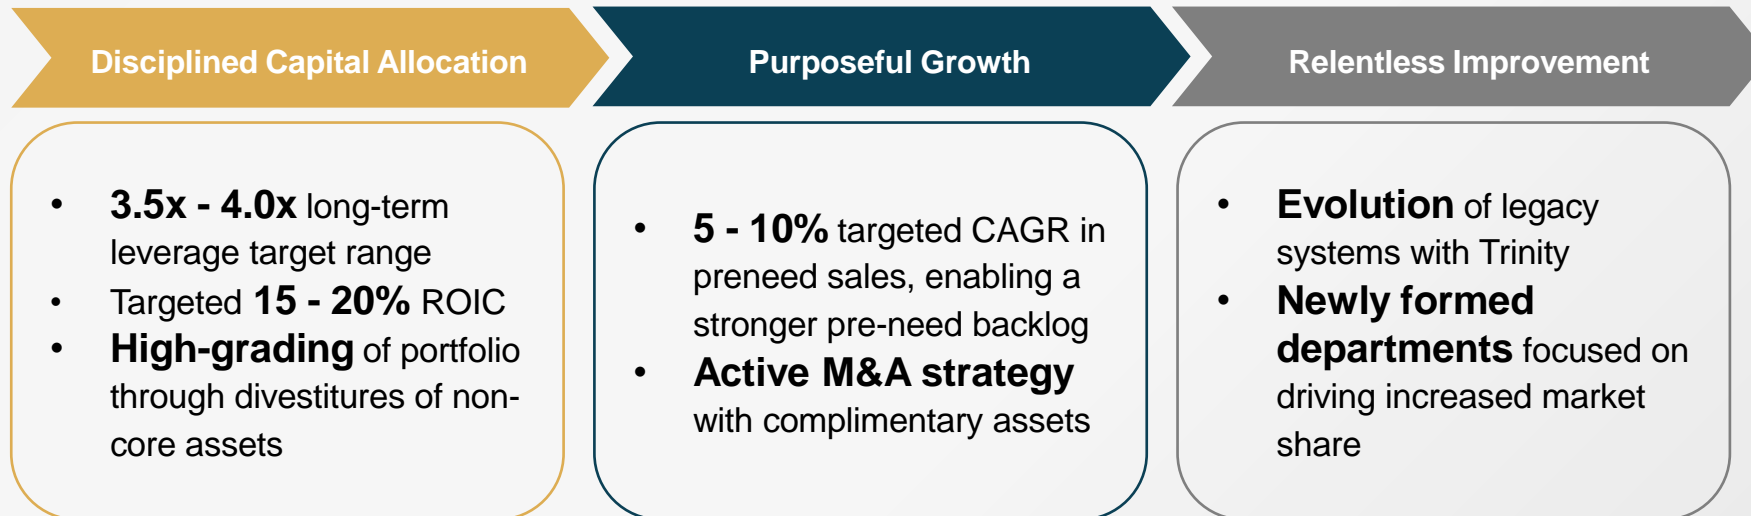 Disciplined Capital Allocation
• 3.5x - 4.0x long-term
leverage target range
• Targeted 15 - 20% ROIC
• High-grading of portfolio
through divestitures of non-
core assets
Purposeful Growth
• 5 - 10% targeted CAGR in
preneed sales, enabling a
stronger pre-need backlog
• Active M&A strategy
with complimentary assets
Relentless Improvement
• Evolution of legacy
systems with Trinity
• Newly formed
departments focused on
driving increased market
share